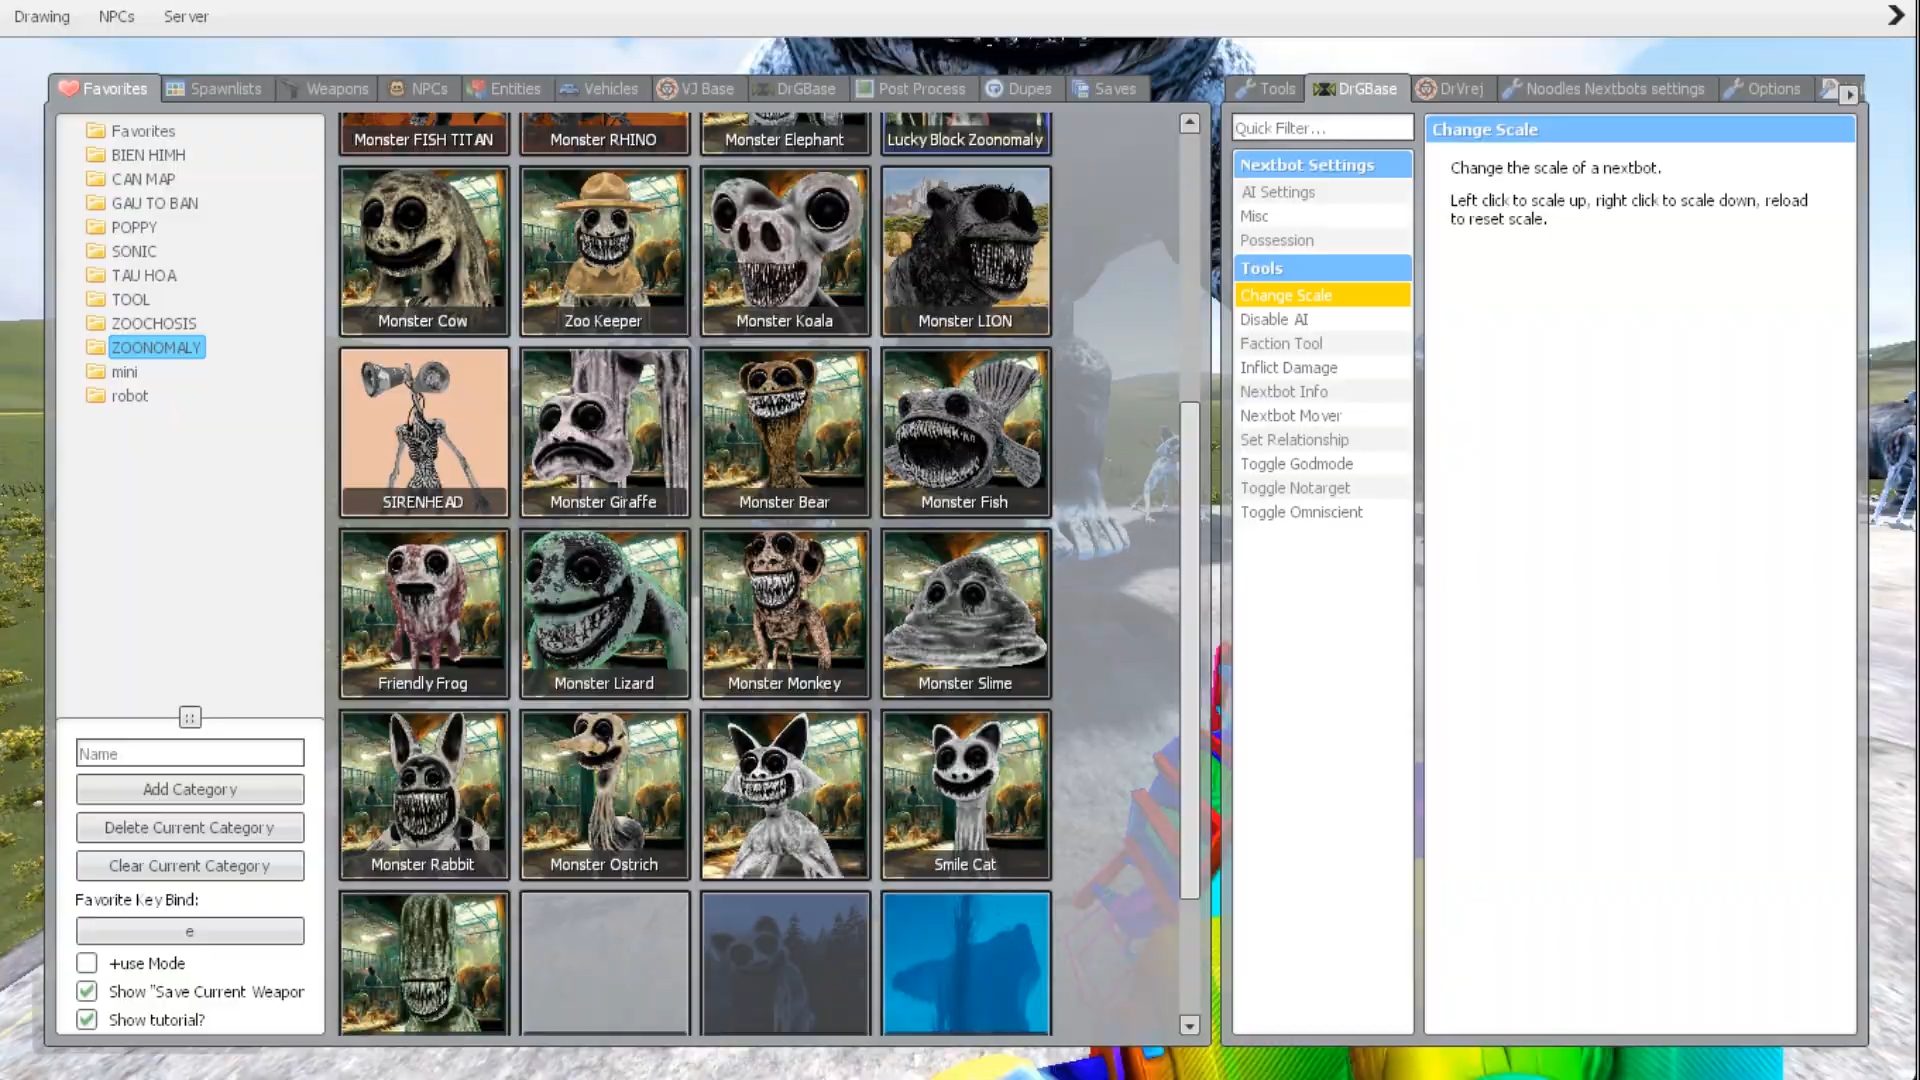 Drawing NPCs Server
Favorites Spawnlists Weapons NPCs Entities Vehicles VJ Base DrGBase Post Process Dupes Saves
Favorites
BIEN HIMH
CAN MAP
GAU TO BAN
POPPY
SONIC
TAU HOA
TOOL
ZOOCHOSIS
ZOONOMALY
mini
robot
Name
Add Category
Delete Current Category
Clear Current Category
Favorite Key Bind:
e
+use Mode
Show "Save Current Weapor
Show tutorial?
Monster FISH TITAN Monster RHINO Monster Elephant Lucky Block Zoonomaly
Monster Cow Zoo Keeper Monster Koala Monster LION
SIRENHEAD Monster Giraffe Monster Bear Monster Fish
Friendly Frog Monster Lizard Monster Monkey Monster Slime
Monster Rabbit Monster Ostrich Smile Cat
Tools DrGBase DrVrej Noodles Nextbots settings Options
Quick Filter...
Nextbot Settings
AI Settings
Misc
Possession
Tools
Change Scale
Disable AI
Faction Tool
Inflict Damage
Nextbot Info
Nextbot Mover
Set Relationship
Toggle Godmode
Toggle Notarget
Toggle Omniscient
Change Scale
Change the scale of a nextbot.
Left click to scale up, right click to scale down, reload
to reset scale.